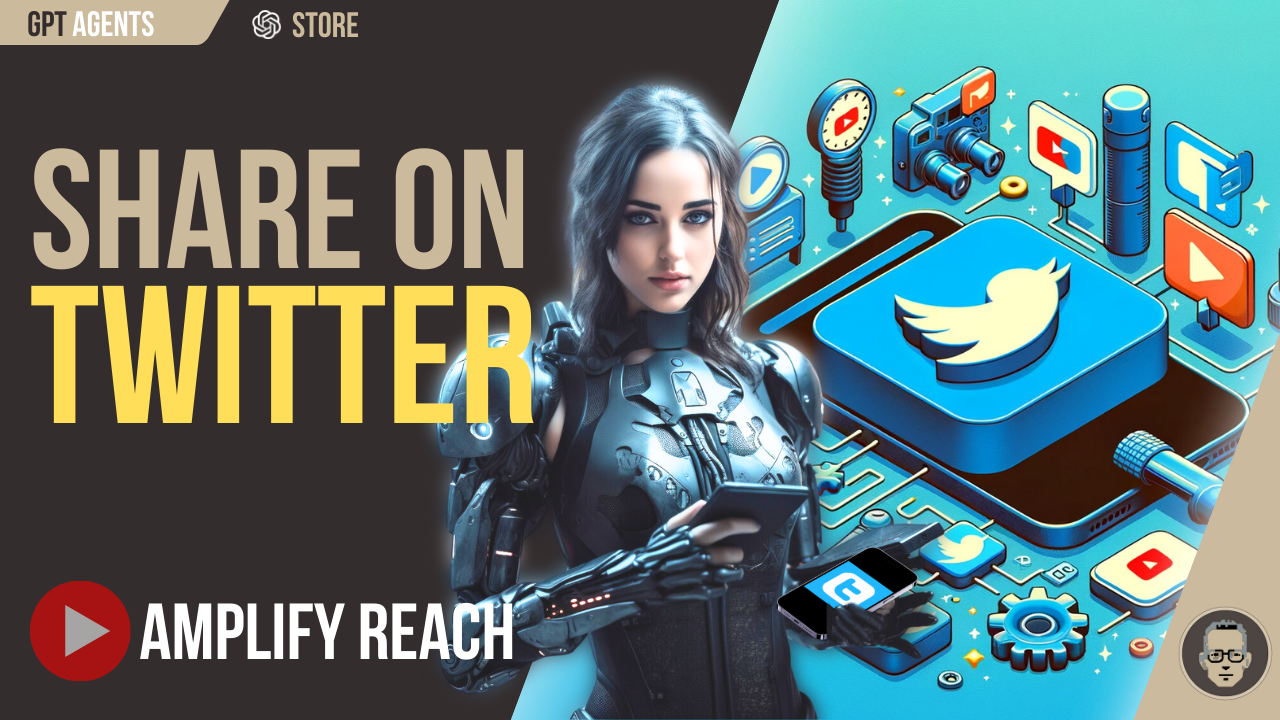 GPT AGENTS
STORE
SHARE ON
TWITTER
AMPLIFY REACH